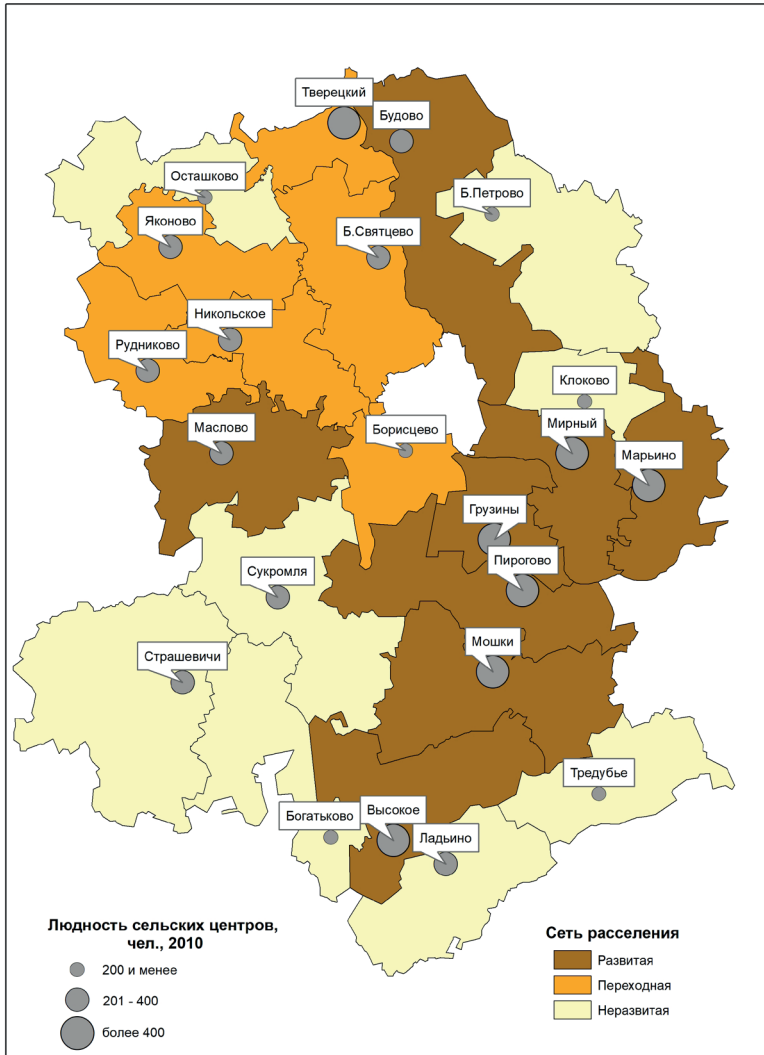 Тверецкий
Будово
Осташково
Б.Петрово
Яконово
Б.Святцево
Никольское
Рудниково
Клоково
Маслово
Борисцево
Мирный
Марьино
Грузины
Пирогово
Сукромля
Мошки
Страшевичи
Тредубье
Богатьково
Высокое
Ладьино
Людность сельских центров,
чел., 2010
200 и менее
201 - 400
более 400
Сеть расселения
Развитая
Переходная
Неразвитая